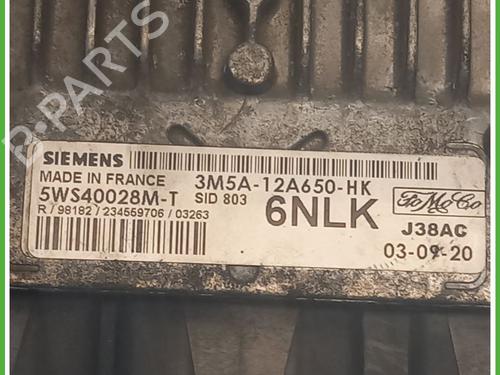 B-PARTS
SIEMENS
MADE IN FRANCE
3M5A-12A650-HK
5WS40028M-T
SID 803
6NLK
FoMoCo
J38AC
R / 98182 / 234559706 / 03263
03-09-20